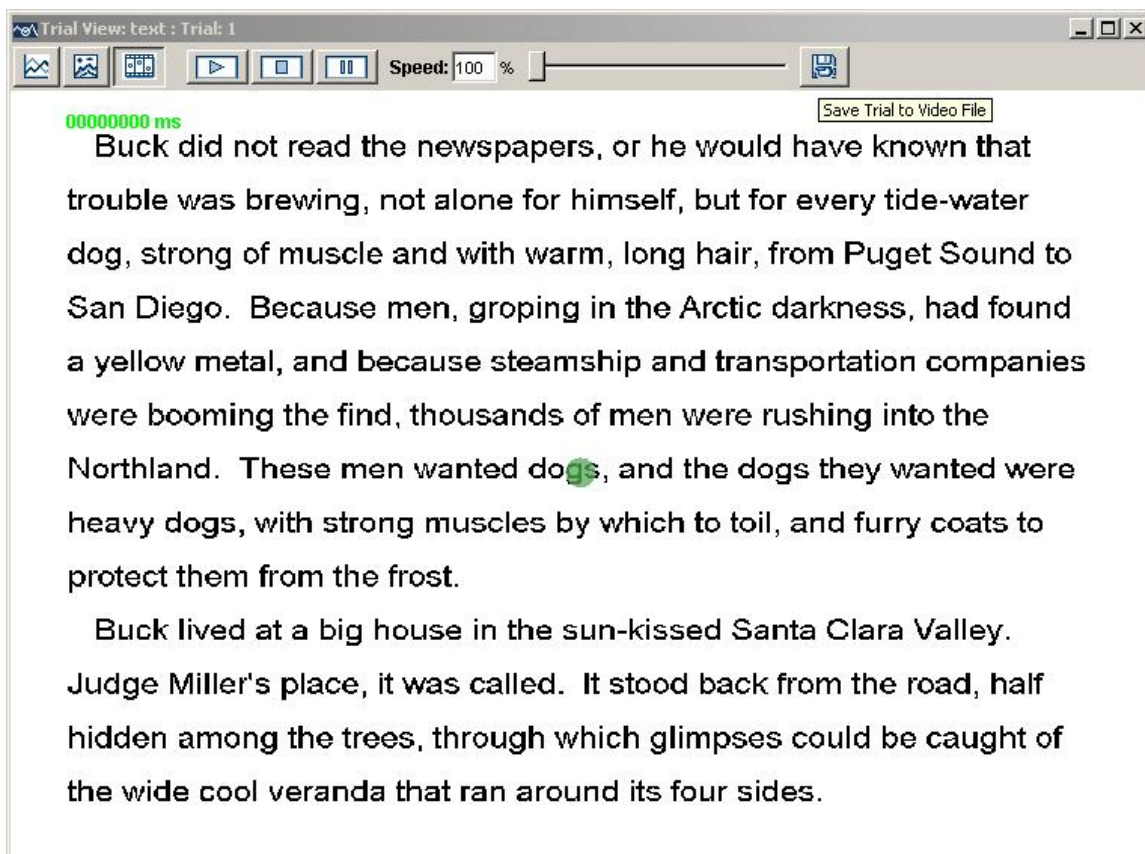 Trial View: text : Trial: 1
Speed: 100 %
Save Trial to Video File
00000000 ms
Buck did not read the newspapers, or he would have known that
trouble was brewing, not alone for himself, but for every tide-water
dog, strong of muscle and with warm, long hair, from Puget Sound to
San Diego.  Because men, groping in the Arctic darkness, had found
a yellow metal, and because steamship and transportation companies
were booming the find, thousands of men were rushing into the
Northland.  These men wanted dogs, and the dogs they wanted were
heavy dogs, with strong muscles by which to toil, and furry coats to
protect them from the frost.
Buck lived at a big house in the sun-kissed Santa Clara Valley.
Judge Miller's place, it was called.  It stood back from the road, half
hidden among the trees, through which glimpses could be caught of
the wide cool veranda that ran around its four sides.